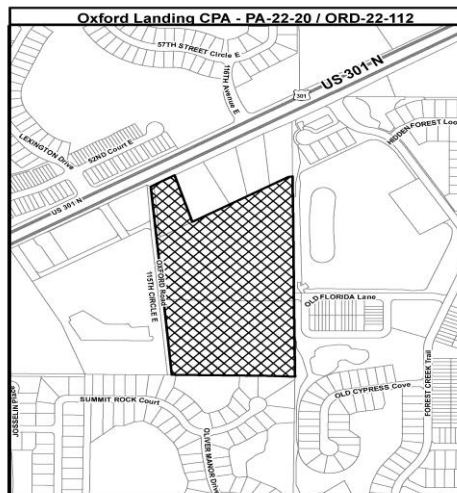 Oxford Landing CPA - PA-22-20 / ORD-22-112
57TH STREET Circle E
116TH Avenue E
US-301 N
301
LEXINGTON Drive
52ND Court E
HIDDEN FOREST Loop
US 301 N
OXFORD Road
115TH CIRCLE E
OLD FLORIDA Lane
JOSSELIN Place
SUMMIT ROCK Court
OLIVER MANOR Drive
OLD CYPRESS Cove
FOREST CREEK Trail